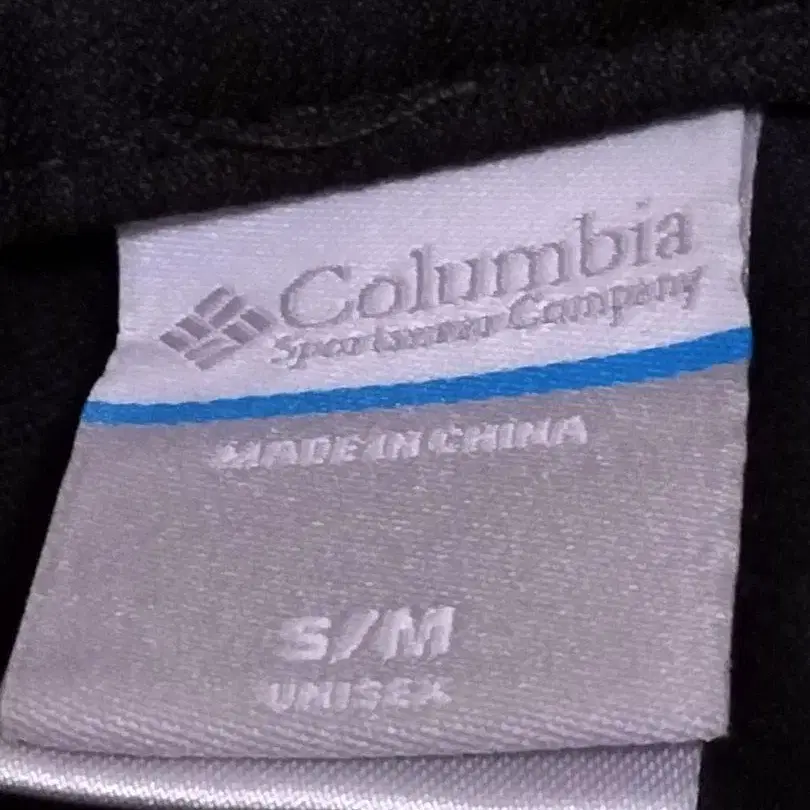 Columbia
Sportswear Company
MADE IN CHINA
S/M
UNISEX